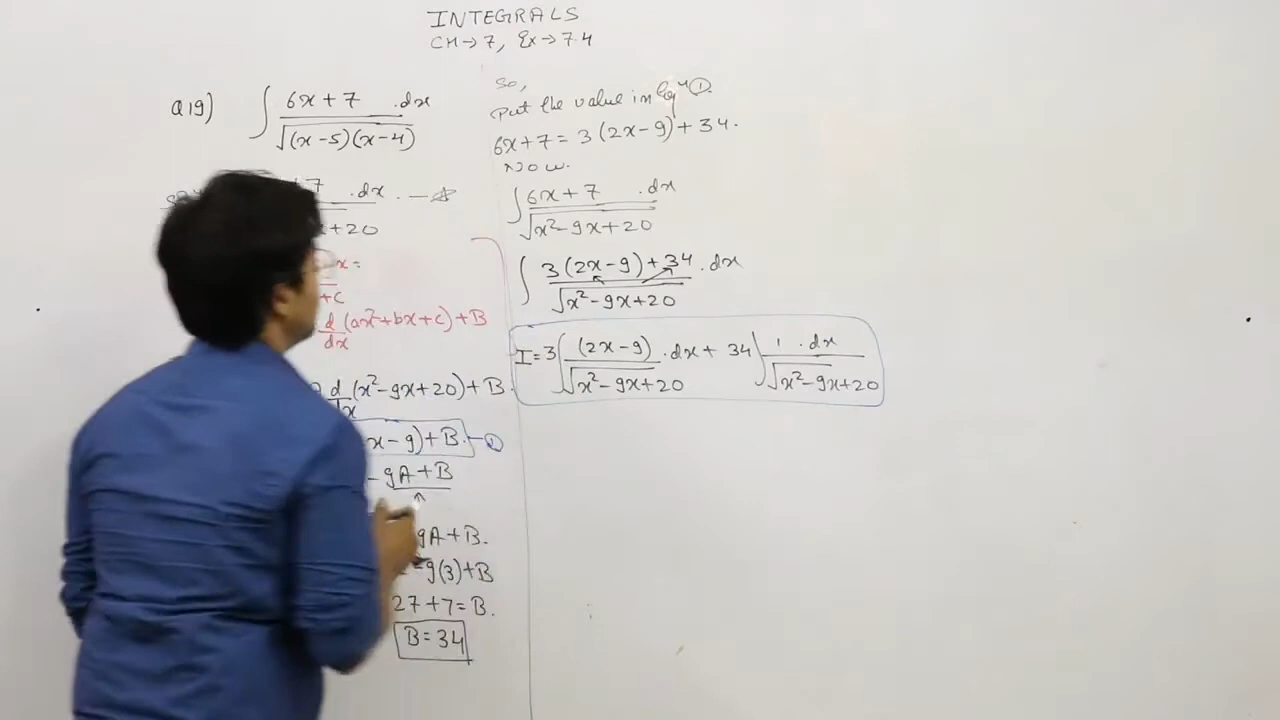 INTEGRALS
CH→7, Ex→7.4
Q19) ∫ 6x+7 .dx
√(x-5)(x-4)
7 .dx. —☆
x+20
x=
+c
d/dx (ax²+bx+c)+B
d/dx (x²-9x+20)+B.
x-9)+B. —①
-9A+B
9A+B.
-9(3)+B
27+7=B.
B=34
So,
Put the value in Eqⁿ ①.
6x+7=3(2x-9)+34.
Now.
∫ 6x+7 .dx
√x²-9x+20
∫ 3(2x-9)+34 .dx
√x²-9x+20
I=3∫ (2x-9) .dx + 34∫ 1 .dx
√x²-9x+20 √x²-9x+20